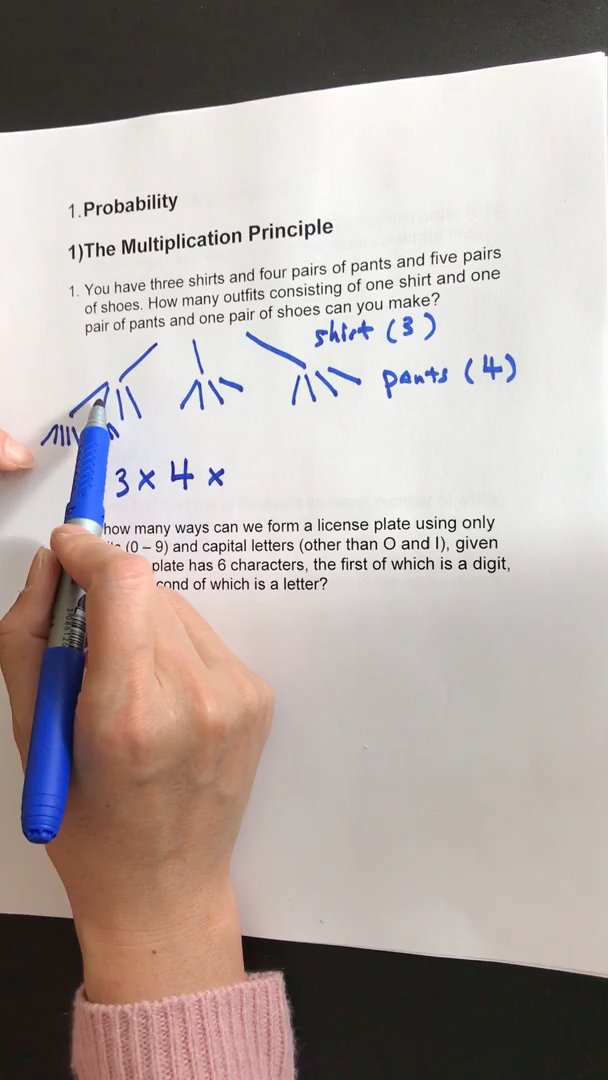 1. Probability
1)The Multiplication Principle
1. You have three shirts and four pairs of pants and five pairs
of shoes. How many outfits consisting of one shirt and one
pair of pants and one pair of shoes can you make?
shirt (3)
pants (4)
3 x 4 x
how many ways can we form a license plate using only
(0 – 9) and capital letters (other than O and I), given
plate has 6 characters, the first of which is a digit,
of which is a letter?